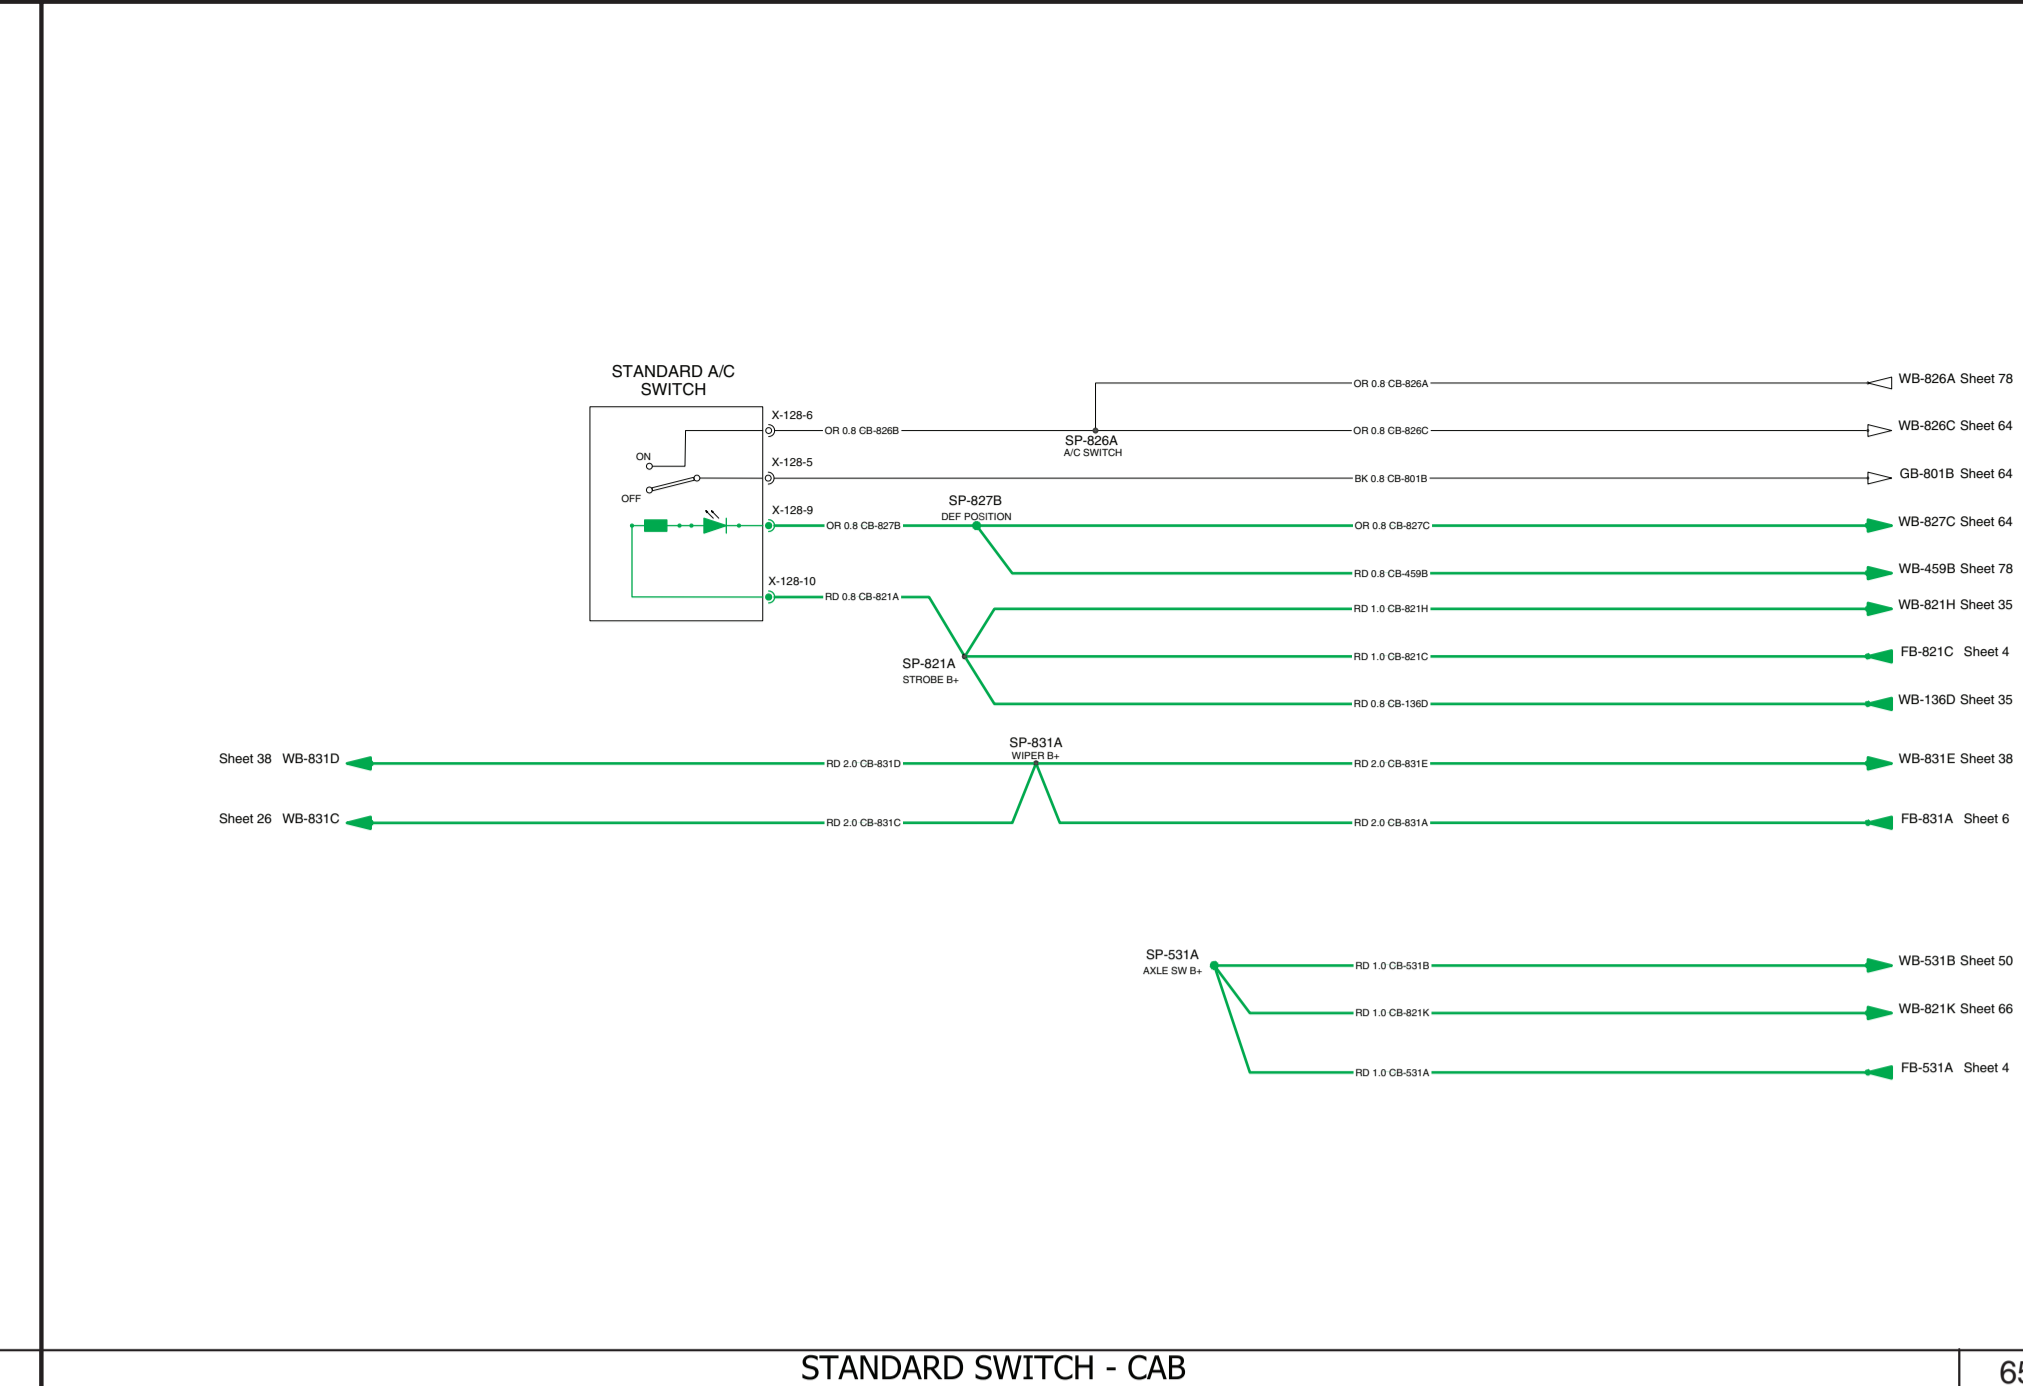 STANDARD A/C
SWITCH
X-128-6
ON
OFF
X-128-5
X-128-9
X-128-10
OR 0.8 CB-826B
SP-826A
A/C SWITCH
OR 0.8 CB-826A
WB-826A Sheet 78
OR 0.8 CB-826C
WB-826C Sheet 64
BK 0.8 CB-801B
GB-801B Sheet 64
SP-827B
DEF POSITION
OR 0.8 CB-827B
OR 0.8 CB-827C
WB-827C Sheet 64
RD 0.8 CB-459B
WB-459B Sheet 78
RD 0.8 CB-821A
RD 1.0 CB-821H
WB-821H Sheet 35
SP-821A
STROBE B+
RD 1.0 CB-821C
FB-821C Sheet 4
RD 0.8 CB-136D
WB-136D Sheet 35
SP-831A
WIPER B+
Sheet 38 WB-831D
RD 2.0 CB-831D
RD 2.0 CB-831E
WB-831E Sheet 38
Sheet 26 WB-831C
RD 2.0 CB-831C
RD 2.0 CB-831A
FB-831A Sheet 6
SP-531A
AXLE SW B+
RD 1.0 CB-531B
WB-531B Sheet 50
RD 1.0 CB-821K
WB-821K Sheet 66
RD 1.0 CB-531A
FB-531A Sheet 4
STANDARD SWITCH - CAB
65